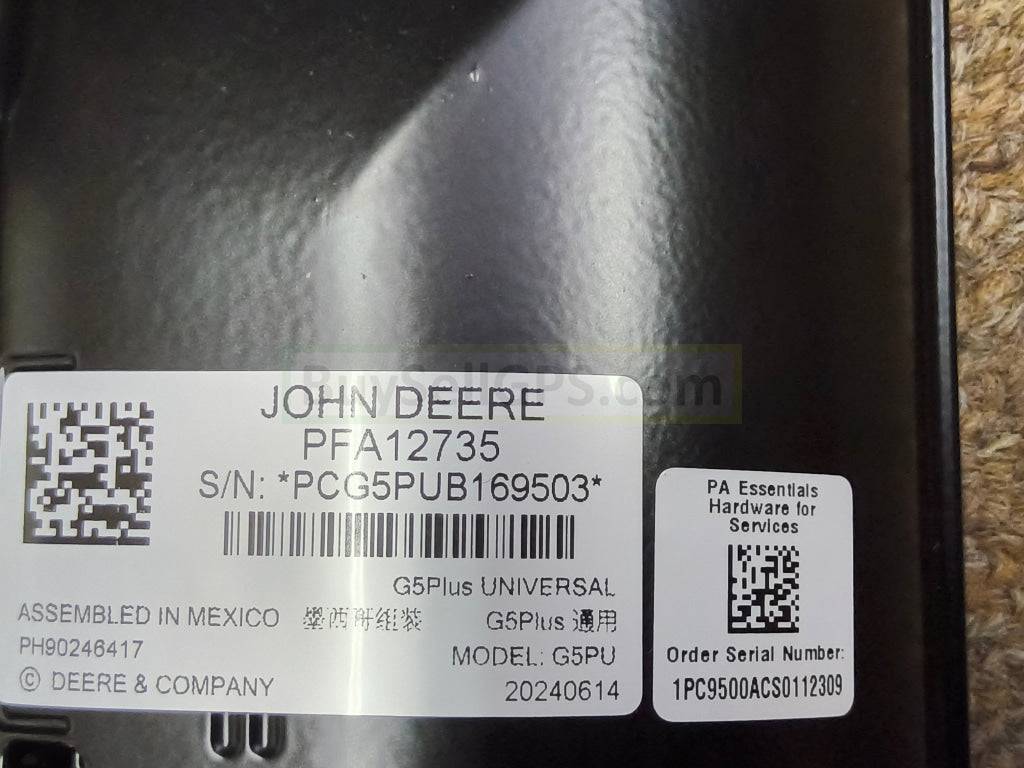 BuySellGPS.com
JOHN DEERE
PFA12735
S/N: *PCG5PUB169503*
G5Plus UNIVERSAL
ASSEMBLED IN MEXICO 墨西哥组装 G5Plus 通用
PH90246417
MODEL: G5PU
© DEERE & COMPANY
20240614
PA Essentials
Hardware for
Services
Order Serial Number:
1PC9500ACS0112309